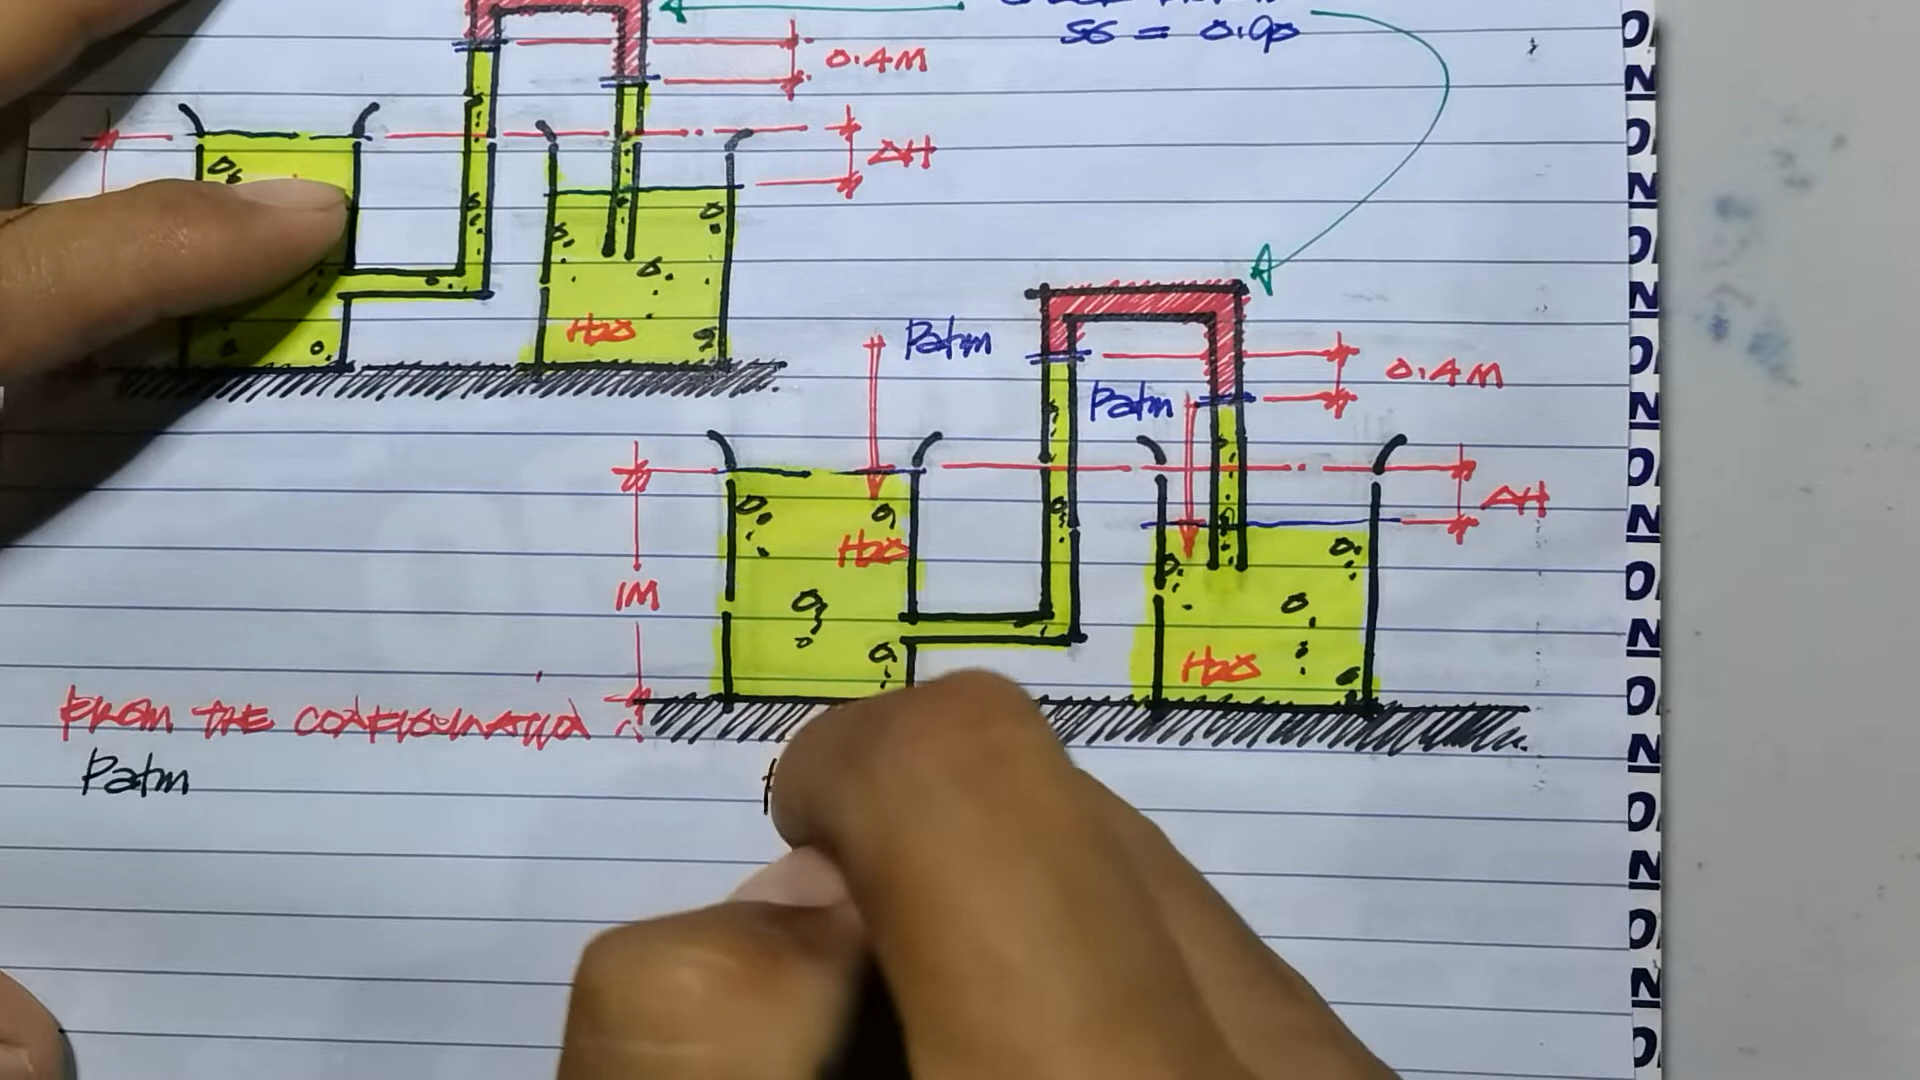 SG = 0.90
0.4M
ΔH
H2O
Patm
0.4M
Patm
ΔH
H2O
1M
H2O
FROM THE CONFIGURATION :
Patm